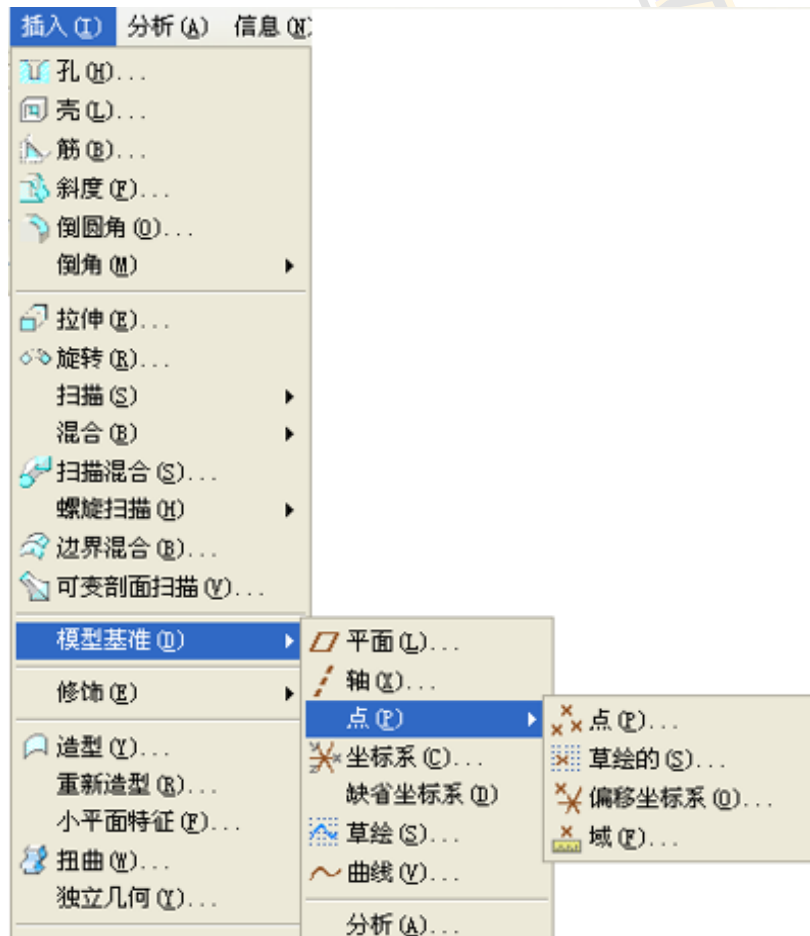 插入(I) 分析(A) 信息(N)
孔(H)...
壳(L)...
筋(B)...
斜度(F)...
倒圆角(O)...
倒角(M)
拉伸(E)...
旋转(R)...
扫描(S)
混合(B)
扫描混合(S)...
螺旋扫描(H)
边界混合(B)...
可变剖面扫描(V)...
模型基准(D)
修饰(E)
造型(Y)...
重新造型(R)...
小平面特征(F)...
扭曲(W)...
独立几何(Y)...
平面(L)...
轴(X)...
点(P)
坐标系(C)...
缺省坐标系(D)
草绘(S)...
曲线(V)...
分析(A)...
点(P)...
草绘的(S)...
偏移坐标系(O)...
域(F)...